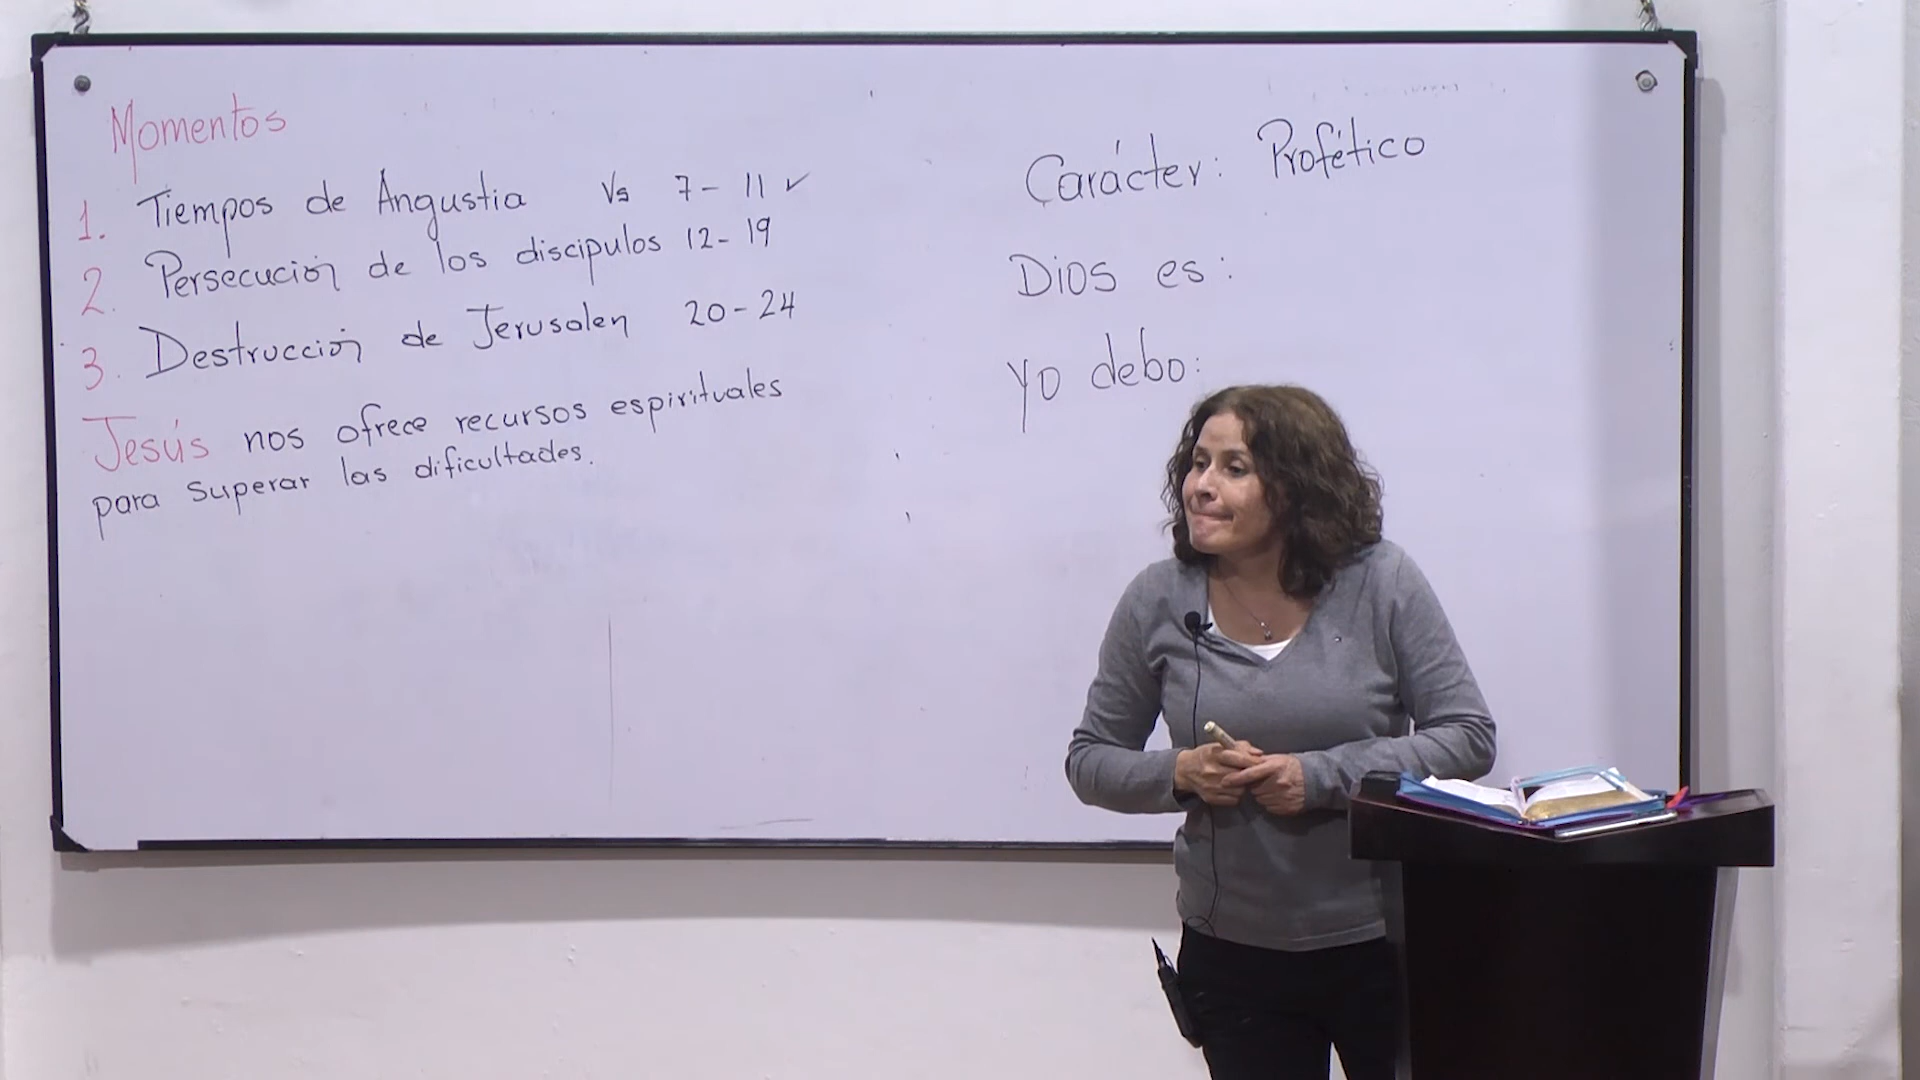 Momentos
1. Tiempos de Angustia Vs 7 - 11 ✓
2. Persecución de los discipulos 12 - 19
3. Destrucción de Jerusalen 20 - 24
Jesús nos ofrece recursos espirituales
para superar las dificultades.
Carácter: Profético
Dios es:
Yo debo: